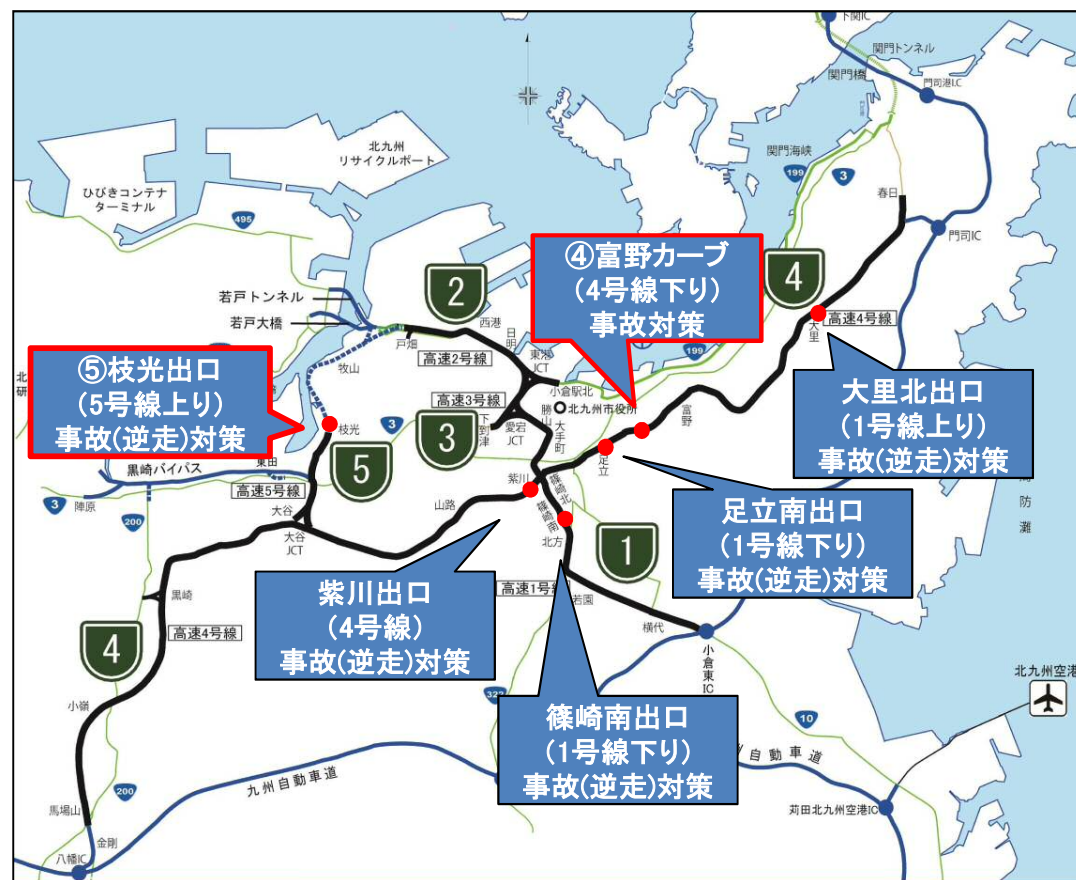 下関IC
関門トンネル
関門橋
門司港I.C
北九州
リサイクルポート
ひびきコンテナ
ターミナル
関門海峡
199
3
春日
495
門司IC
④富野カーブ
(4号線下り)
事故対策
4
2
若戸トンネル
若戸大橋
西港
日明
戸畑
高速2号線
東港
JCT
199
高速4号線
大里
⑤枝光出口
(5号線上り)
事故(逆走)対策
牧山
小倉駅北
北九州市役所
勝山
大手町
富野
大里北出口
(1号線上り)
事故(逆走)対策
高速3号線
下到津
愛宕
JCT
3
3
枝光
5
足立
東田
黒崎バイパス
高速5号線
3
陣原
200
大谷
大谷
JCT
山路
紫川
篠崎北
篠崎南
北方
1
足立南出口
(1号線下り)
事故(逆走)対策
周防灘
紫川出口
(4号線)
事故(逆走)対策
高速1号線
若園
横代
黒崎
高速4号線
4
小倉東IC
北九州空港
小嶺
322
篠崎南出口
(1号線下り)
事故(逆走)対策
10
200
九州自動車道
州自動車道
馬場山
金剛
八幡IC
苅田北九州空港IC